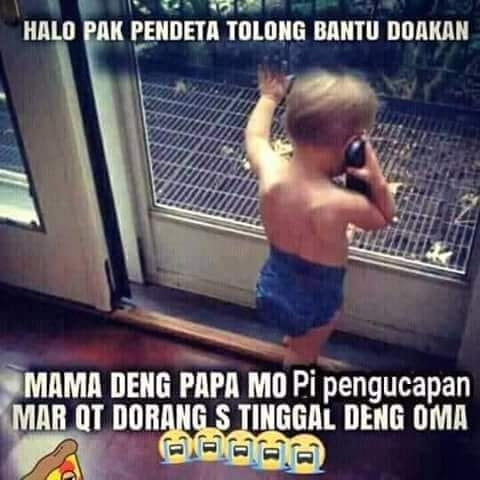 HALO PAK PENDETA TOLONG BANTU DOAKAN
MAMA DENG PAPA MO Pi pengucapan
MAR QT DORANG S TINGGAL DENG OMA
😭😭😭😭😭